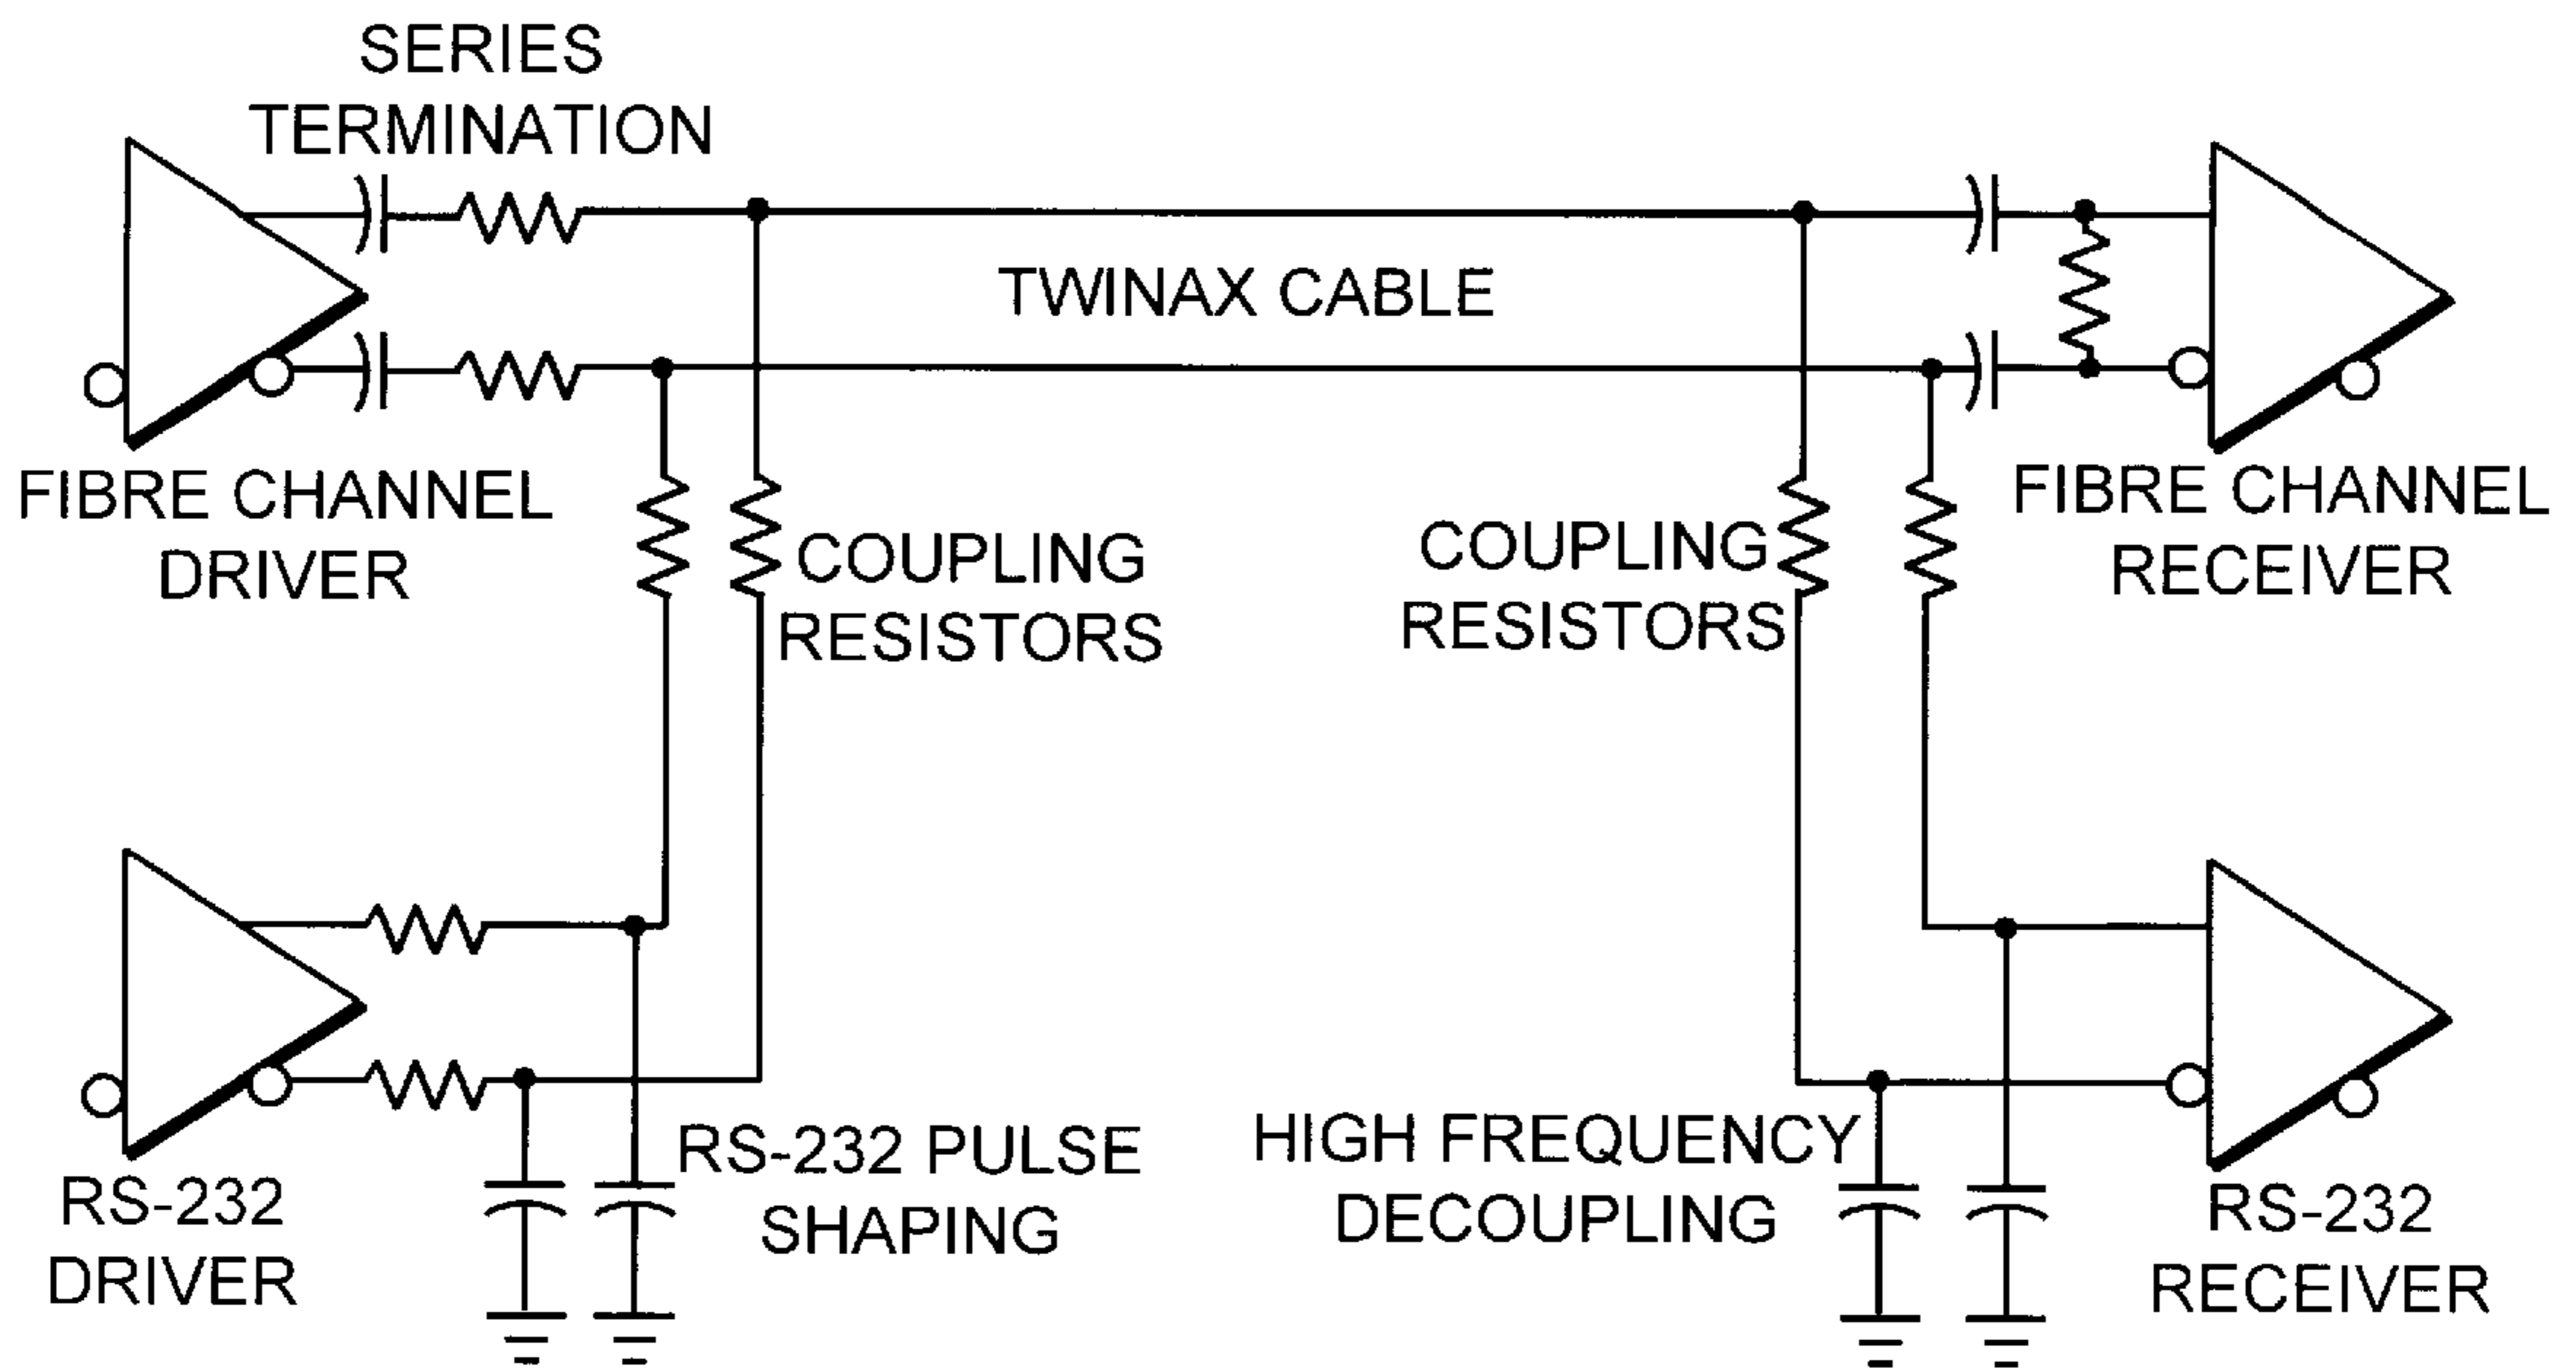 SERIES
TERMINATION
TWINAX CABLE
FIBRE CHANNEL
DRIVER
COUPLING
RESISTORS
COUPLING
RESISTORS
FIBRE CHANNEL
RECEIVER
RS-232
DRIVER
RS-232 PULSE
SHAPING
HIGH FREQUENCY
DECOUPLING
RS-232
RECEIVER